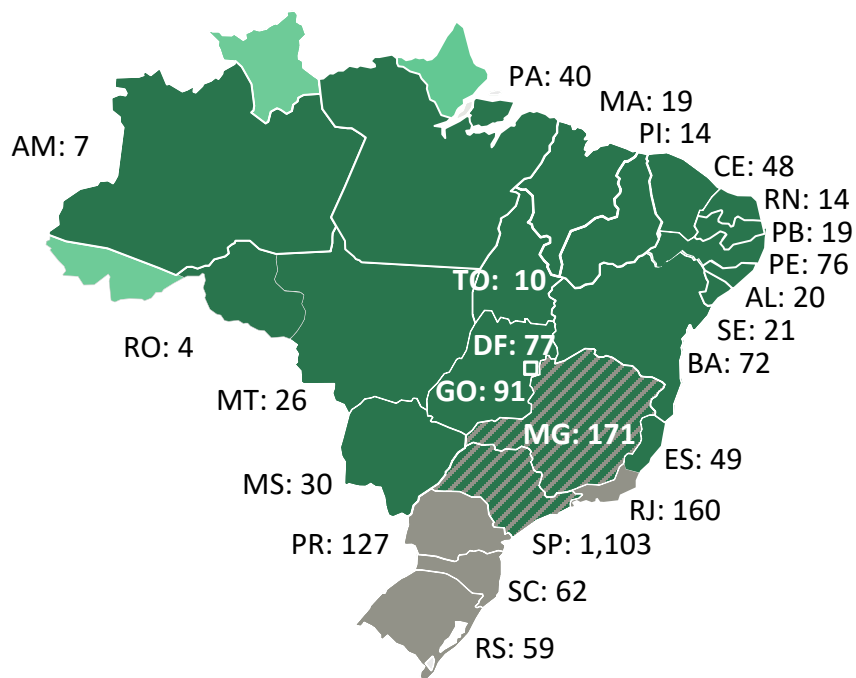 PA: 40
MA: 19
PI: 14
AM: 7
CE: 48
RN: 14
PB: 19
PE: 76
TO: 10
AL: 20
SE: 21
RO: 4
DF: 77
BA: 72
MT: 26
GO: 91
MG: 171
ES: 49
MS: 30
RJ: 160
PR: 127
SP: 1,103
SC: 62
RS: 59